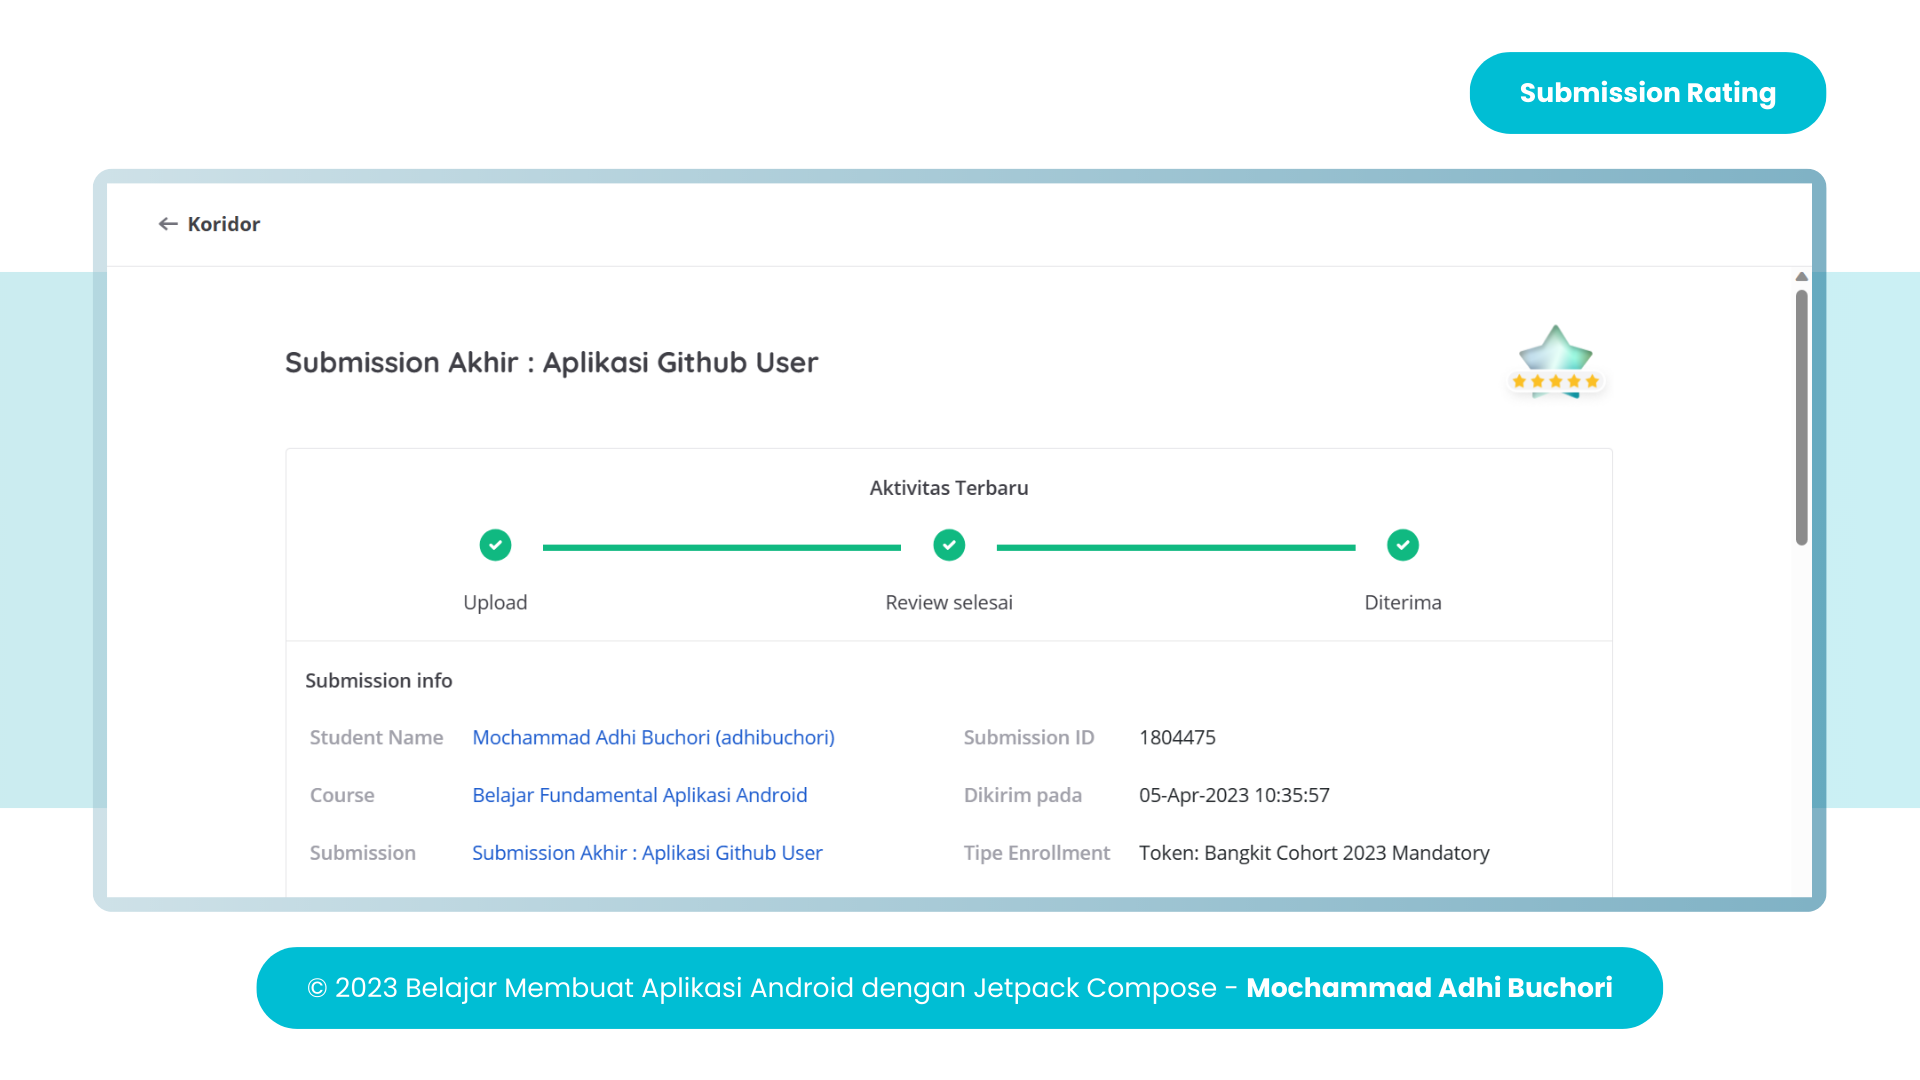 Submission Rating
← Koridor
Submission Akhir : Aplikasi Github User
Aktivitas Terbaru
Upload
Review selesai
Diterima
Submission info
Student Name Mochammad Adhi Buchori (adhibuchori) Submission ID 1804475
Course Belajar Fundamental Aplikasi Android Dikirim pada 05-Apr-2023 10:35:57
Submission Submission Akhir : Aplikasi Github User Tipe Enrollment Token: Bangkit Cohort 2023 Mandatory
© 2023 Belajar Membuat Aplikasi Android dengan Jetpack Compose - Mochammad Adhi Buchori